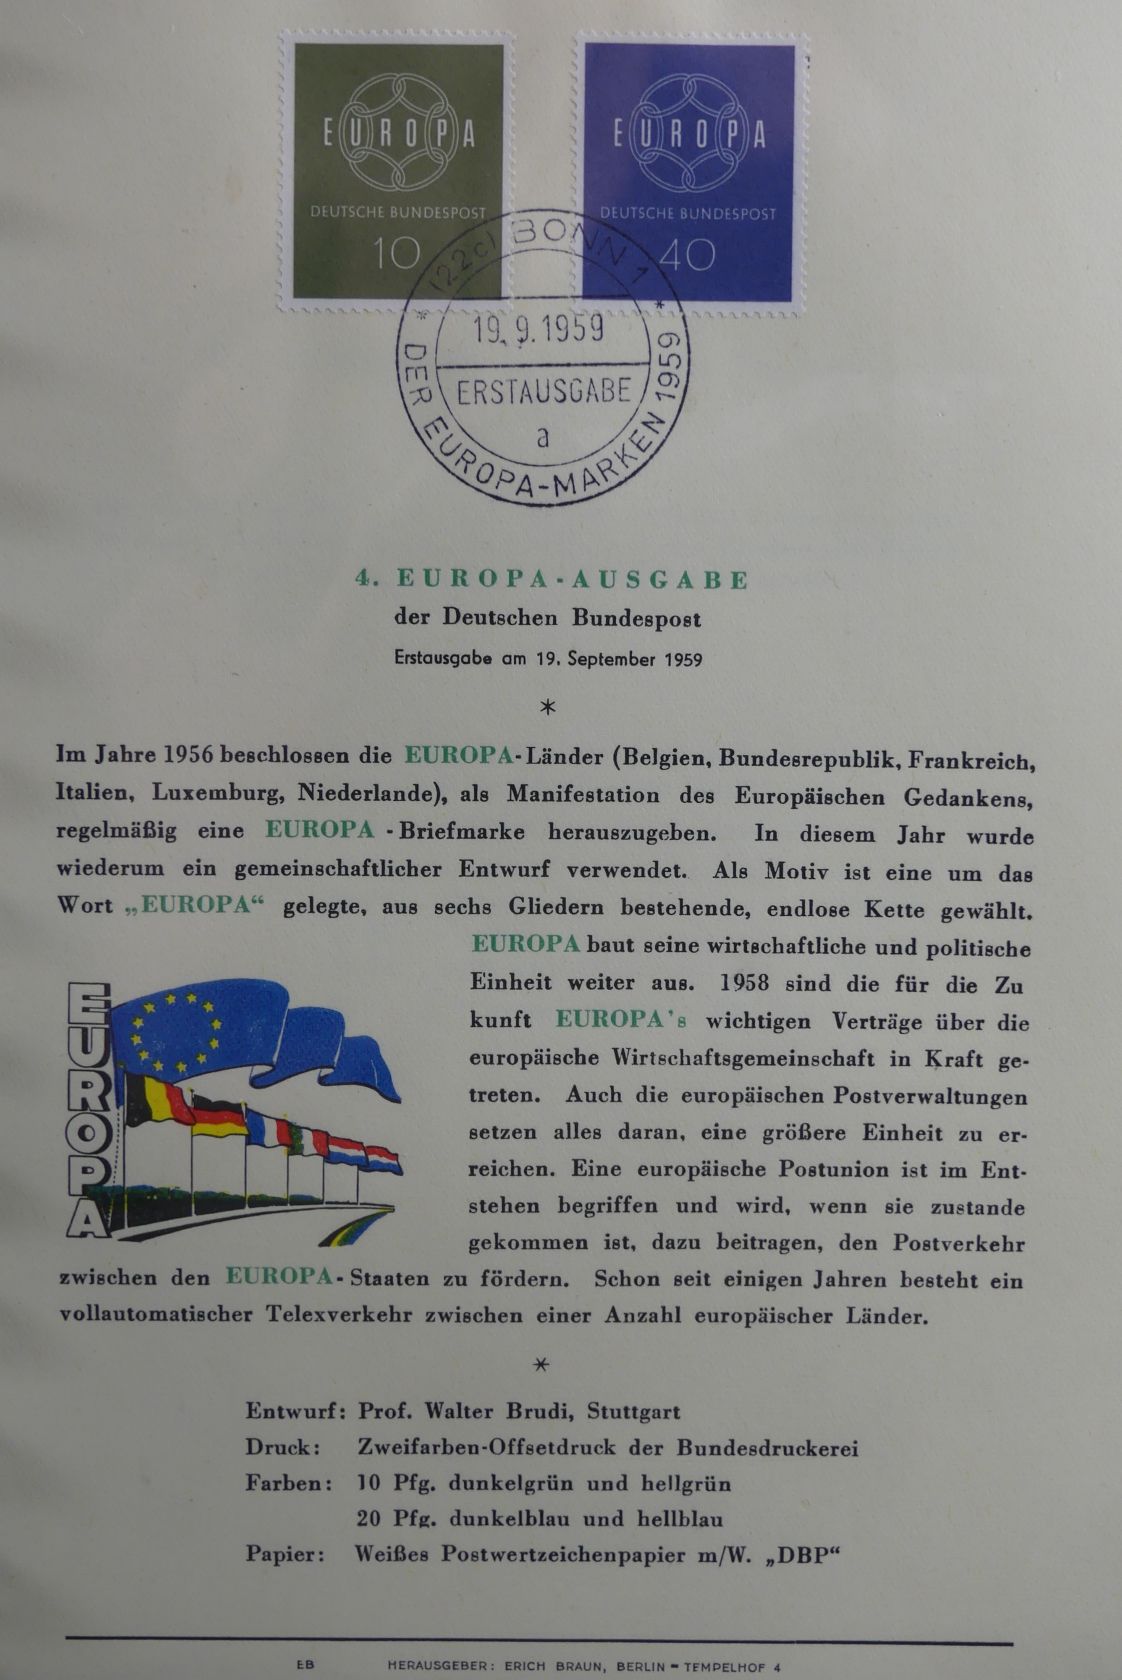 EUROPA
DEUTSCHE BUNDESPOST
10
EUROPA
DEUTSCHE BUNDESPOST
40
(22c) BONN 1
19.9.1959
ERSTAUSGABE
a
* DER EUROPA-MARKEN 1959 *
4. EUROPA-AUSGABE
der Deutschen Bundespost
Erstausgabe am 19. September 1959
*
Im Jahre 1956 beschlossen die EUROPA-Länder (Belgien, Bundesrepublik, Frankreich,
Italien, Luxemburg, Niederlande), als Manifestation des Europäischen Gedankens,
regelmäßig eine EUROPA -Briefmarke herauszugeben. In diesem Jahr wurde
wiederum ein gemeinschaftlicher Entwurf verwendet. Als Motiv ist eine um das
Wort „EUROPA“ gelegte, aus sechs Gliedern bestehende, endlose Kette gewählt.
EUROPA baut seine wirtschaftliche und politische
Einheit weiter aus. 1958 sind die für die Zu
kunft EUROPA's wichtigen Verträge über die
europäische Wirtschaftsgemeinschaft in Kraft ge-
treten. Auch die europäischen Postverwaltungen
setzen alles daran, eine größere Einheit zu er-
reichen. Eine europäische Postunion ist im Ent-
stehen begriffen und wird, wenn sie zustande
gekommen ist, dazu beitragen, den Postverkehr
zwischen den EUROPA-Staaten zu fördern. Schon seit einigen Jahren besteht ein
vollautomatischer Telexverkehr zwischen einer Anzahl europäischer Länder.
EUROPA
*
Entwurf: Prof. Walter Brudi, Stuttgart
Druck: Zweifarben-Offsetdruck der Bundesdruckerei
Farben: 10 Pfg. dunkelgrün und hellgrün
20 Pfg. dunkelblau und hellblau
Papier: Weißes Postwertzeichenpapier m/W. „DBP“
EB HERAUSGEBER: ERICH BRAUN, BERLIN - TEMPELHOF 4